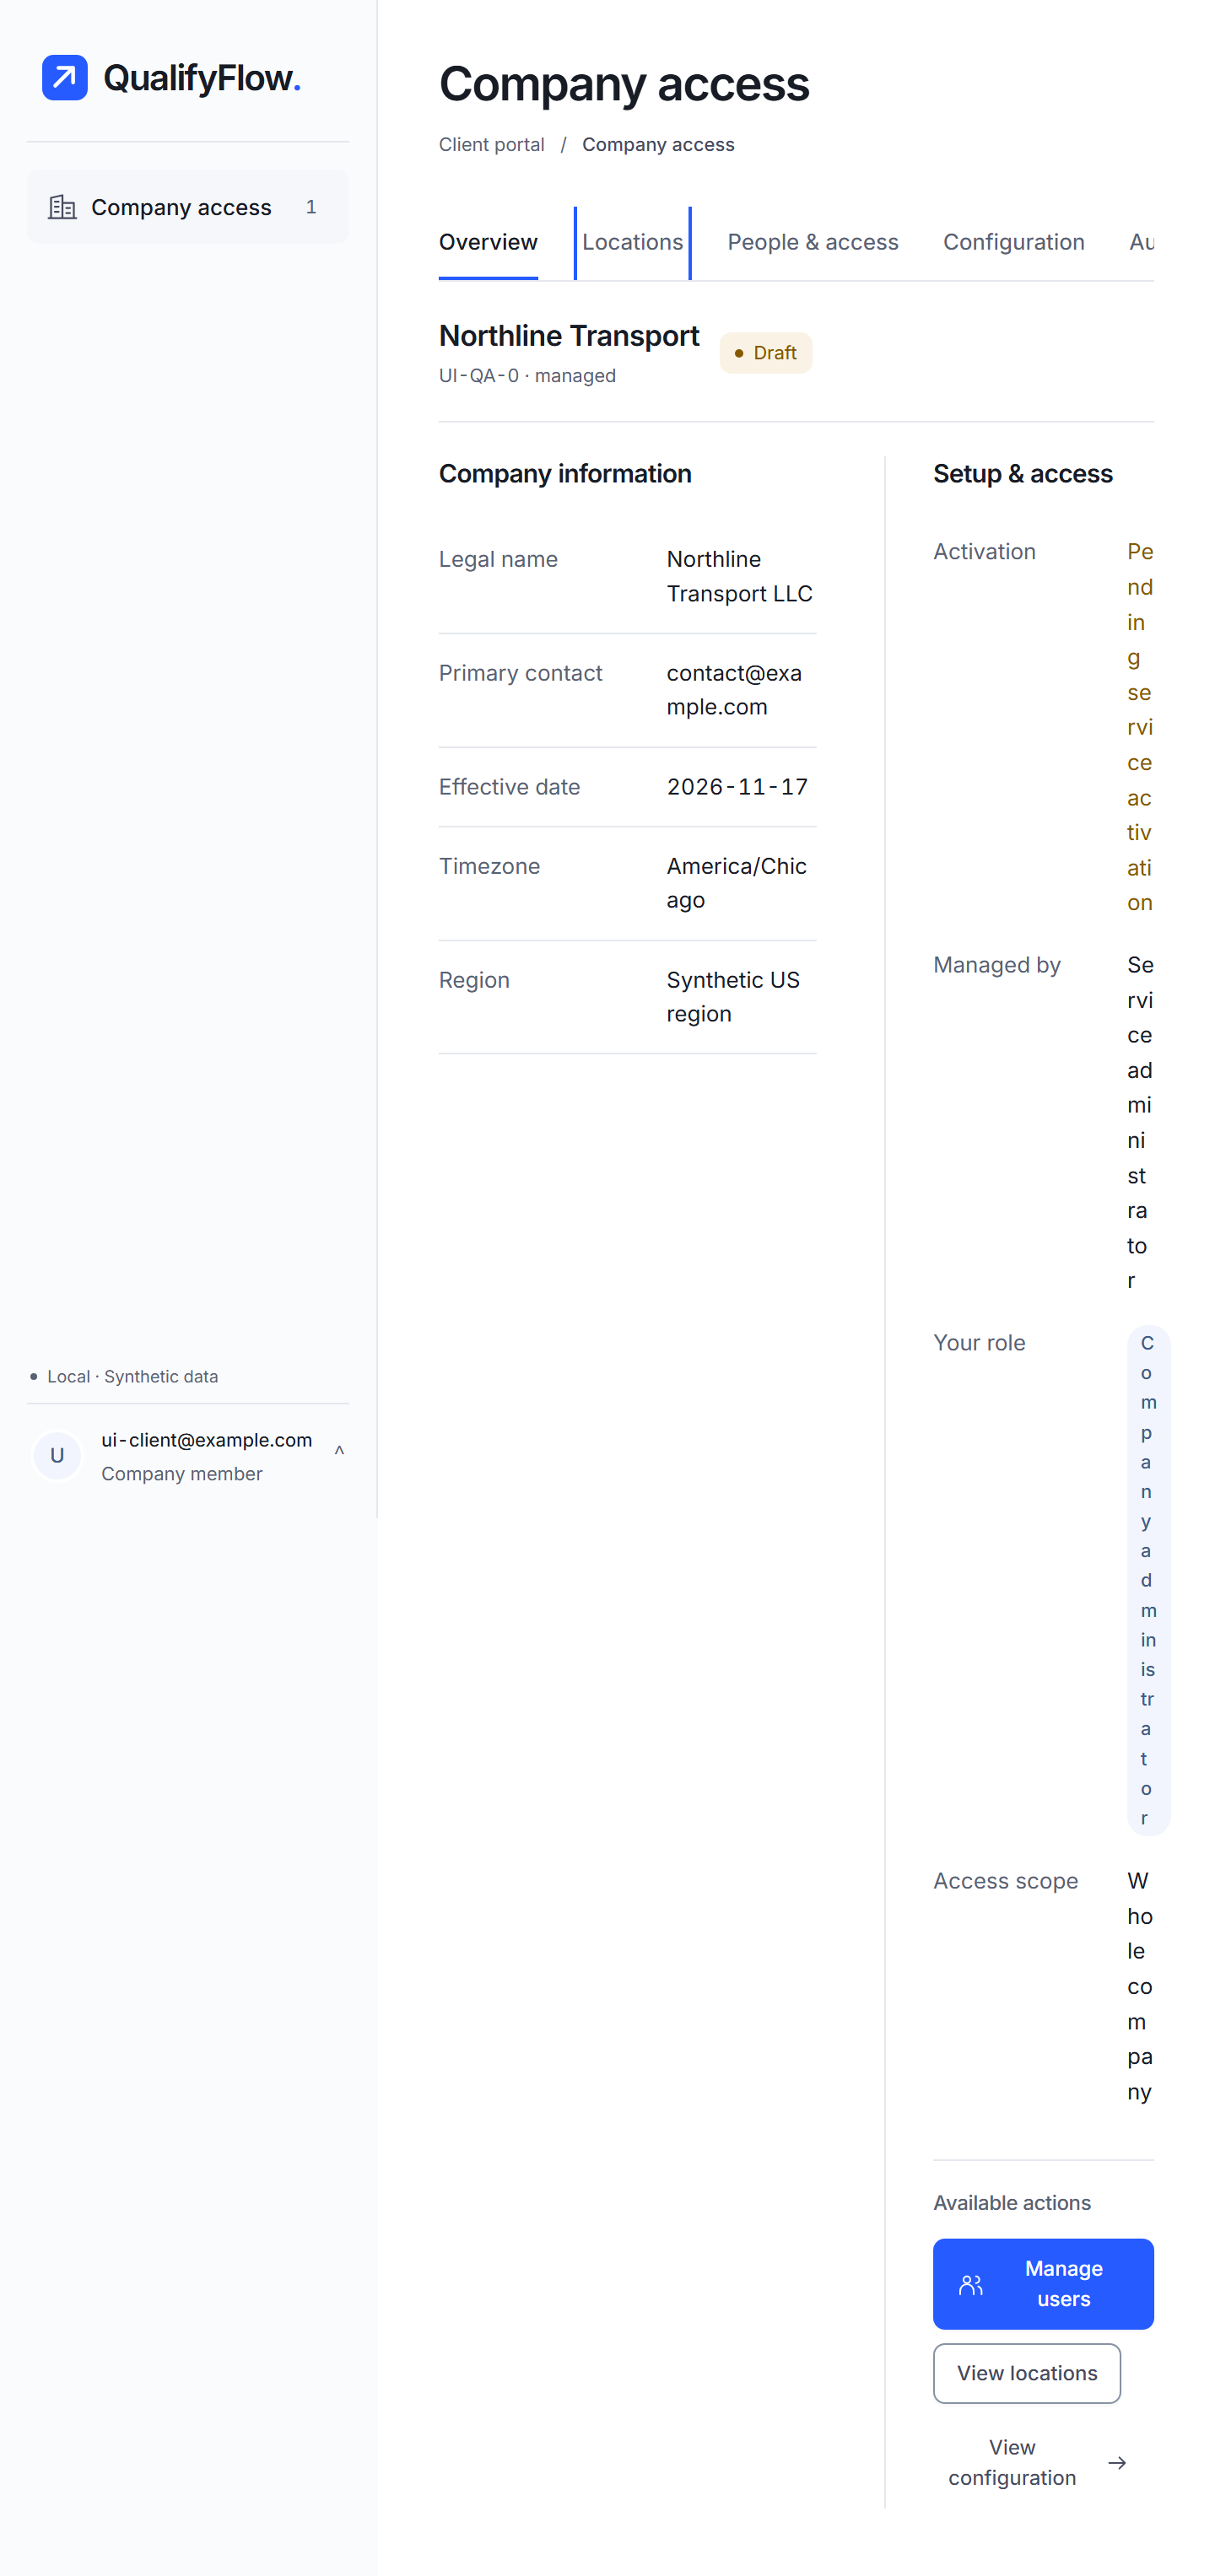 QualifyFlow.
Company access 1
Local · Synthetic data
U
ui-client@example.com ^
Company member
Company access
Client portal / Company access
Overview Locations People & access Configuration Au
Northline Transport
UI-QA-0 · managed
Draft
Company information
Legal name
Northline
Transport LLC
Primary contact
contact@exa
mple.com
Effective date
2026-11-17
Timezone
America/Chic
ago
Region
Synthetic US
region
Setup & access
Activation
Pe
nd
in
g
se
rvi
ce
ac
tiv
ati
on
Managed by
Se
rvi
ce
ad
mi
ni
st
ra
to
r
Your role
C
o
m
p
a
n
y
a
d
m
in
is
tr
a
t
o
r
Access scope
W
ho
le
co
m
pa
ny
Available actions
Manage
users
View locations
View
configuration →